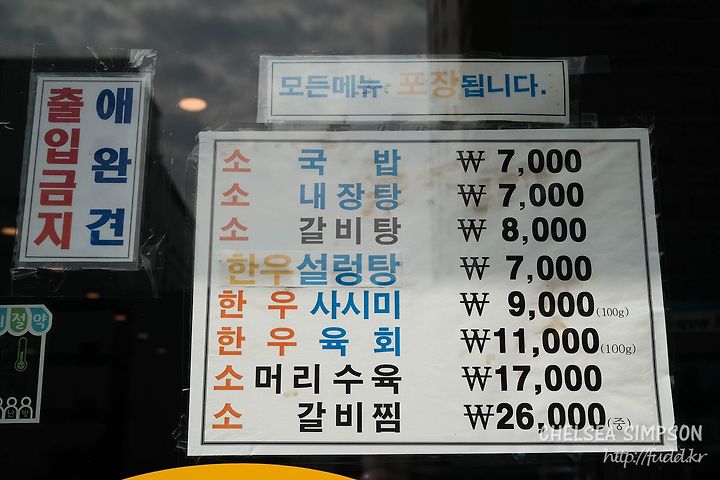 모든메뉴 포장됩니다.
애완견
출입금지
소 국밥 ₩ 7,000
소 내장탕 ₩ 7,000
소 갈비탕 ₩ 8,000
한우설렁탕 ₩ 7,000
한우 사시미 ₩ 9,000(100g)
한우 육회 ₩11,000(100g)
소머리수육 ₩17,000
소 갈비찜 ₩26,000(중)
절약
CHELSEA SIMPSON
http://fudd.kr